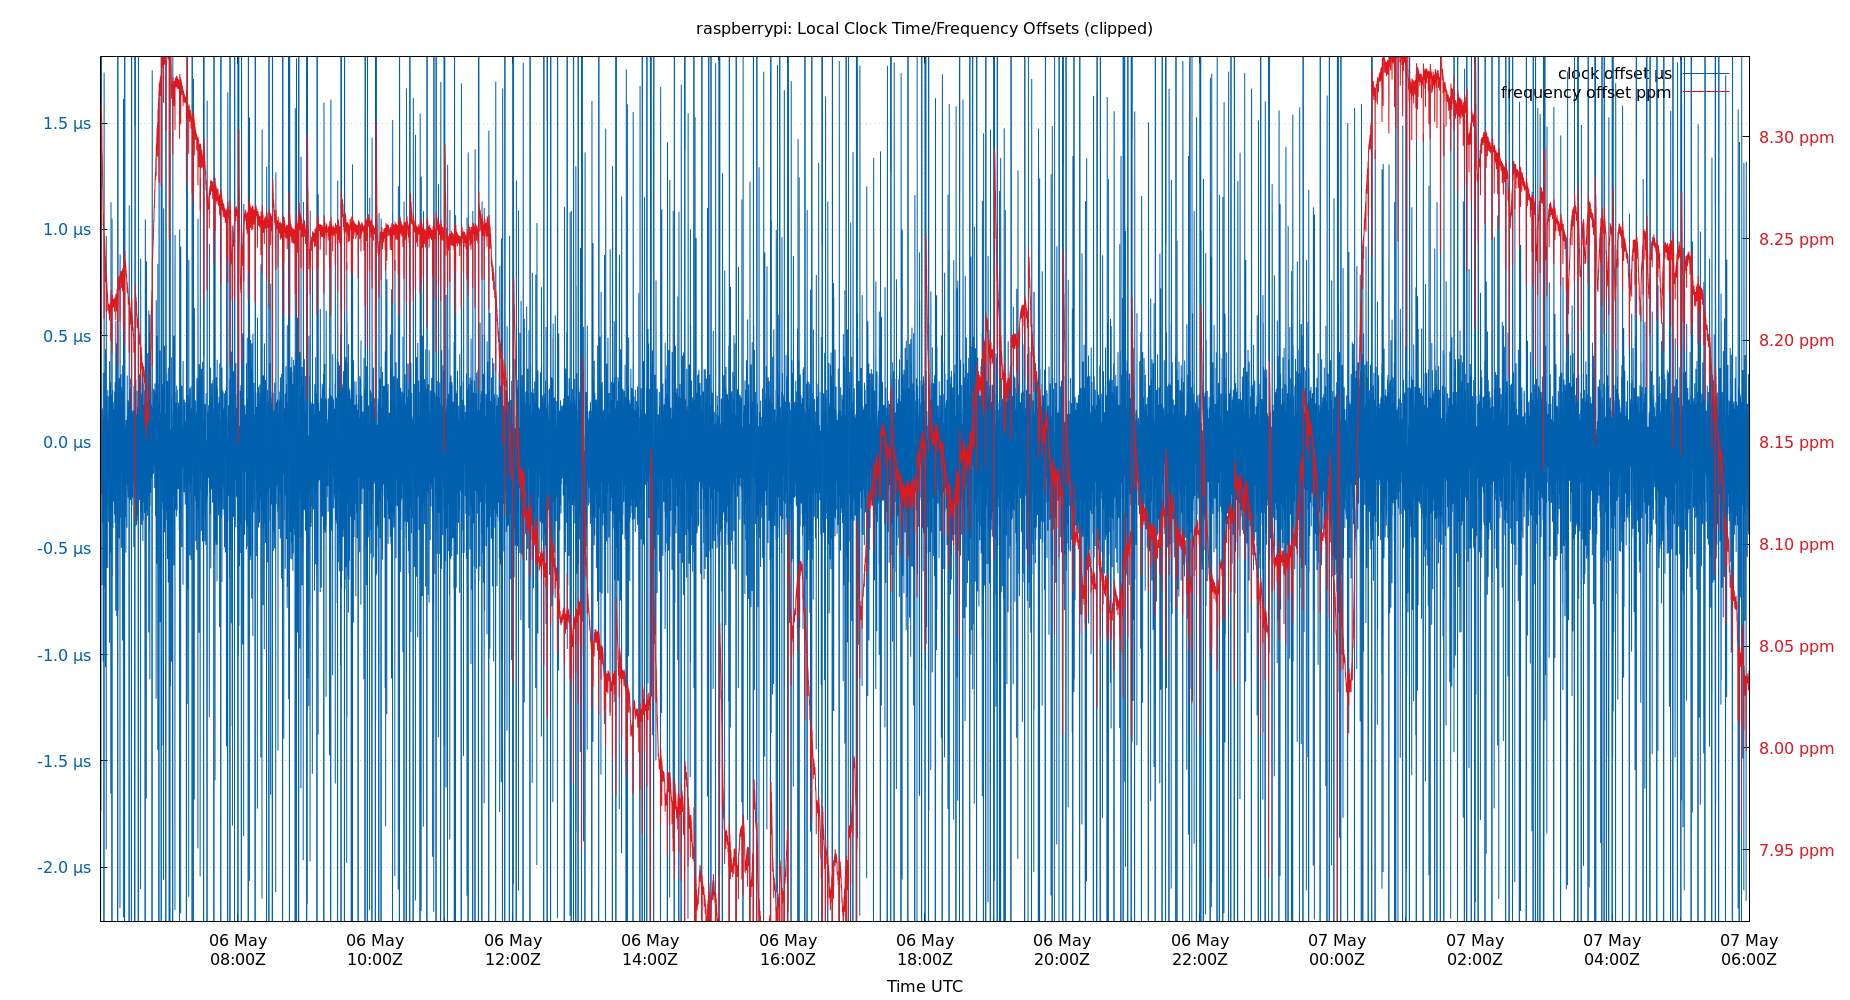 raspberrypi: Local Clock Time/Frequency Offsets (clipped)
clock offset µs
frequency offset ppm
1.5 µs
1.0 µs
0.5 µs
0.0 µs
-0.5 µs
-1.0 µs
-1.5 µs
-2.0 µs
8.30 ppm
8.25 ppm
8.20 ppm
8.15 ppm
8.10 ppm
8.05 ppm
8.00 ppm
7.95 ppm
06 May 06 May 06 May 06 May 06 May 06 May 06 May 06 May 07 May 07 May 07 May 07 May
08:00Z 10:00Z 12:00Z 14:00Z 16:00Z 18:00Z 20:00Z 22:00Z 00:00Z 02:00Z 04:00Z 06:00Z
Time UTC